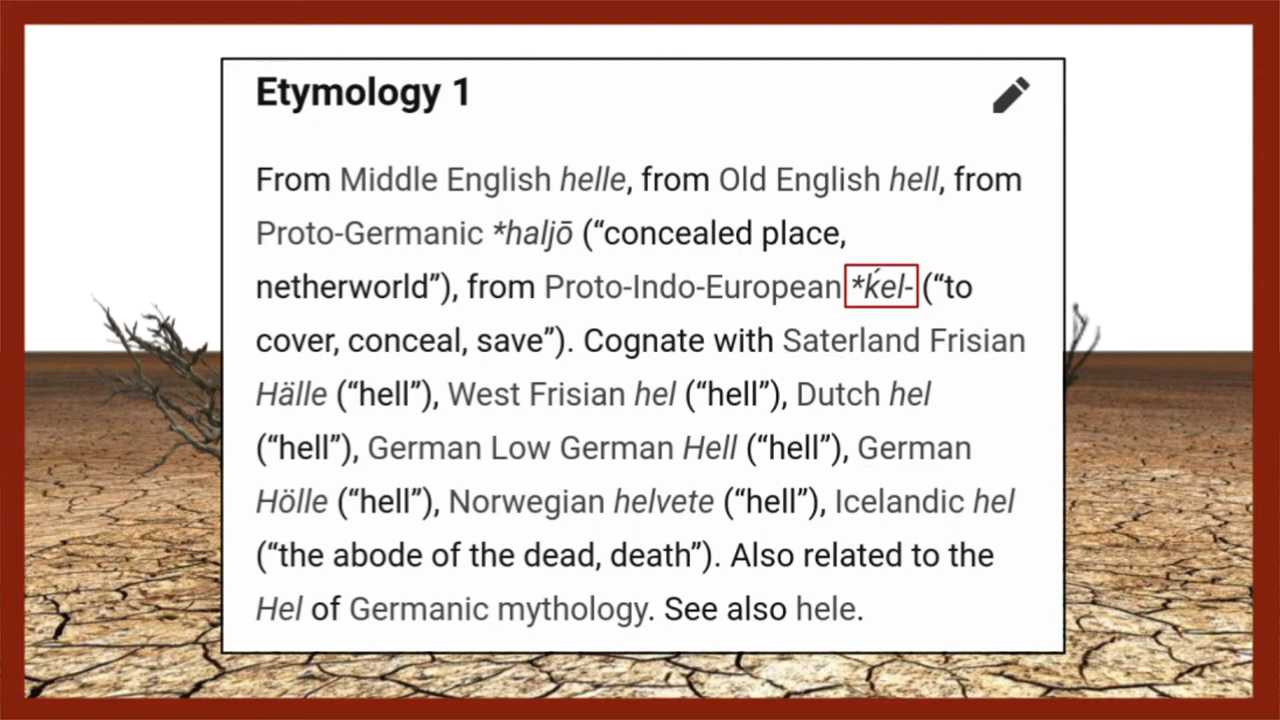 Etymology 1
From Middle English helle, from Old English hell, from
Proto-Germanic *haljō (“concealed place,
netherworld”), from Proto-Indo-European *ḱel- (“to
cover, conceal, save”). Cognate with Saterland Frisian
Hälle (“hell”), West Frisian hel (“hell”), Dutch hel
(“hell”), German Low German Hell (“hell”), German
Hölle (“hell”), Norwegian helvete (“hell”), Icelandic hel
(“the abode of the dead, death”). Also related to the
Hel of Germanic mythology. See also hele.